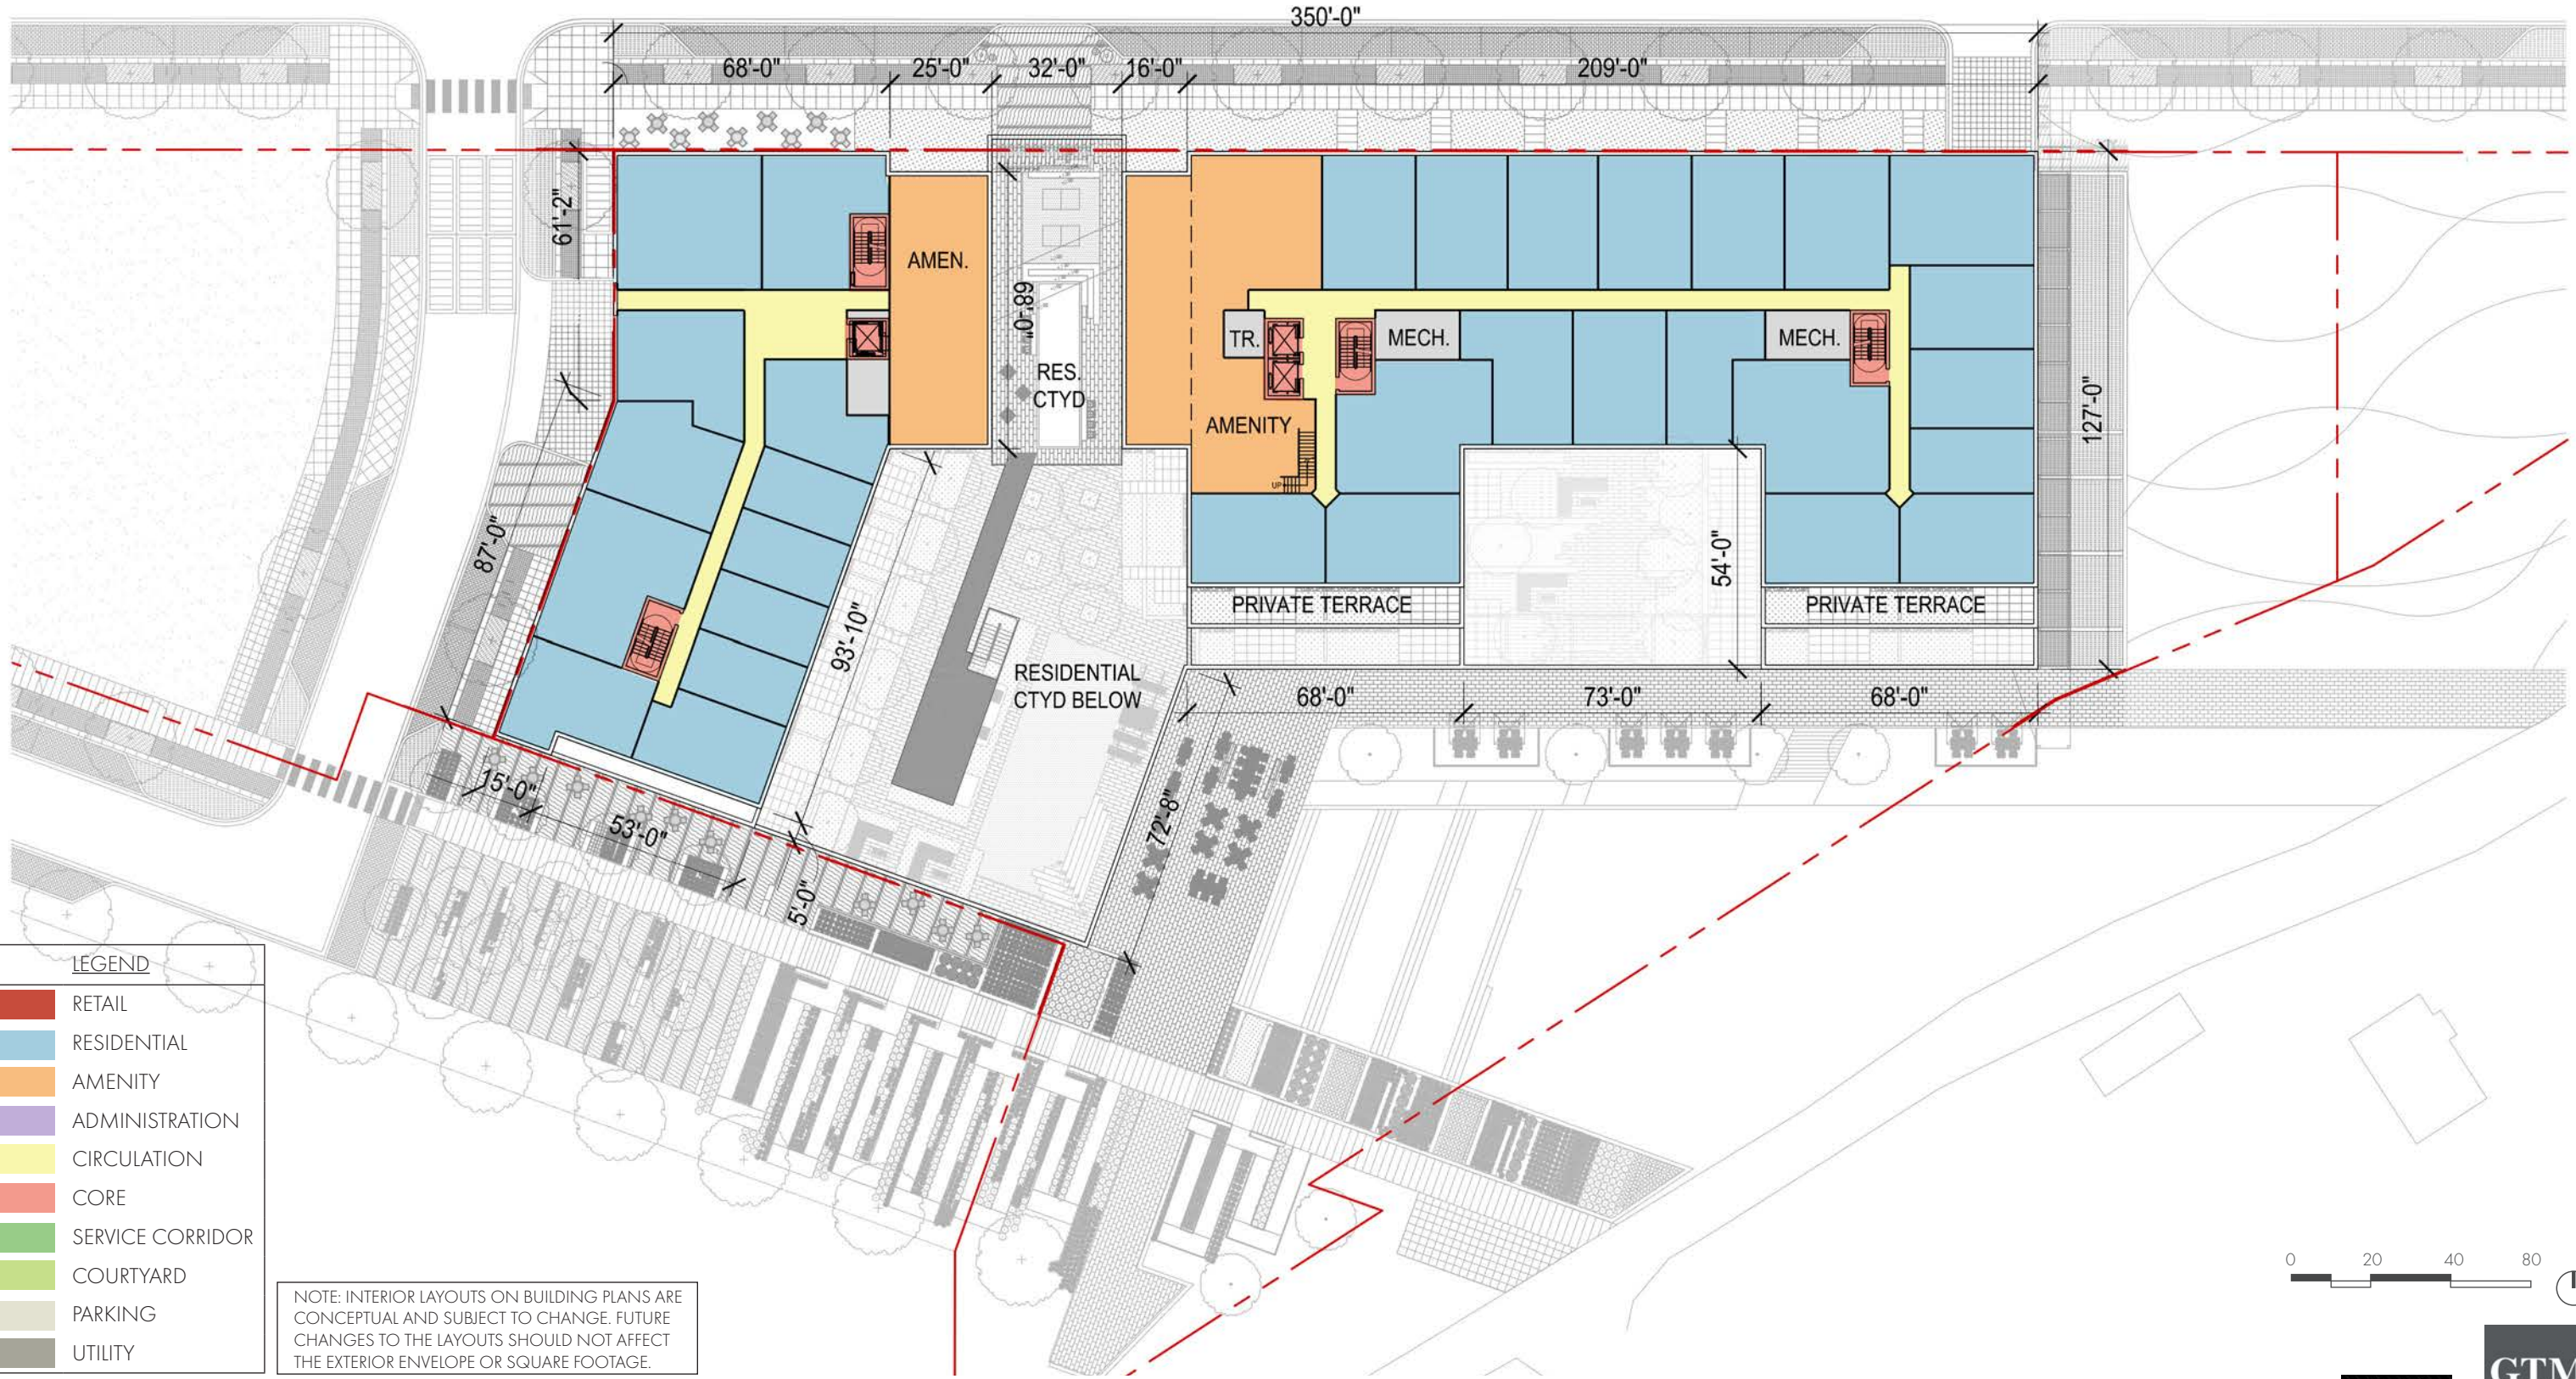 350'-0"
68'-0"
25'-0"
32'-0"
16'-0"
209'-0"
61'-2"
AMEN.
68'-0"
RES.
CTYD
TR.
MECH.
MECH.
AMENITY
UP
127'-0"
87'-0"
93'-10"
54'-0"
PRIVATE TERRACE
PRIVATE TERRACE
RESIDENTIAL
CTYD BELOW
68'-0"
73'-0"
68'-0"
15'-0"
53'-0"
72'-8"
5'-0"
LEGEND
RETAIL
RESIDENTIAL
AMENITY
ADMINISTRATION
CIRCULATION
CORE
SERVICE CORRIDOR
COURTYARD
PARKING
UTILITY
NOTE: INTERIOR LAYOUTS ON BUILDING PLANS ARE
CONCEPTUAL AND SUBJECT TO CHANGE. FUTURE
CHANGES TO THE LAYOUTS SHOULD NOT AFFECT
THE EXTERIOR ENVELOPE OR SQUARE FOOTAGE.
0 20 40 80
GTM